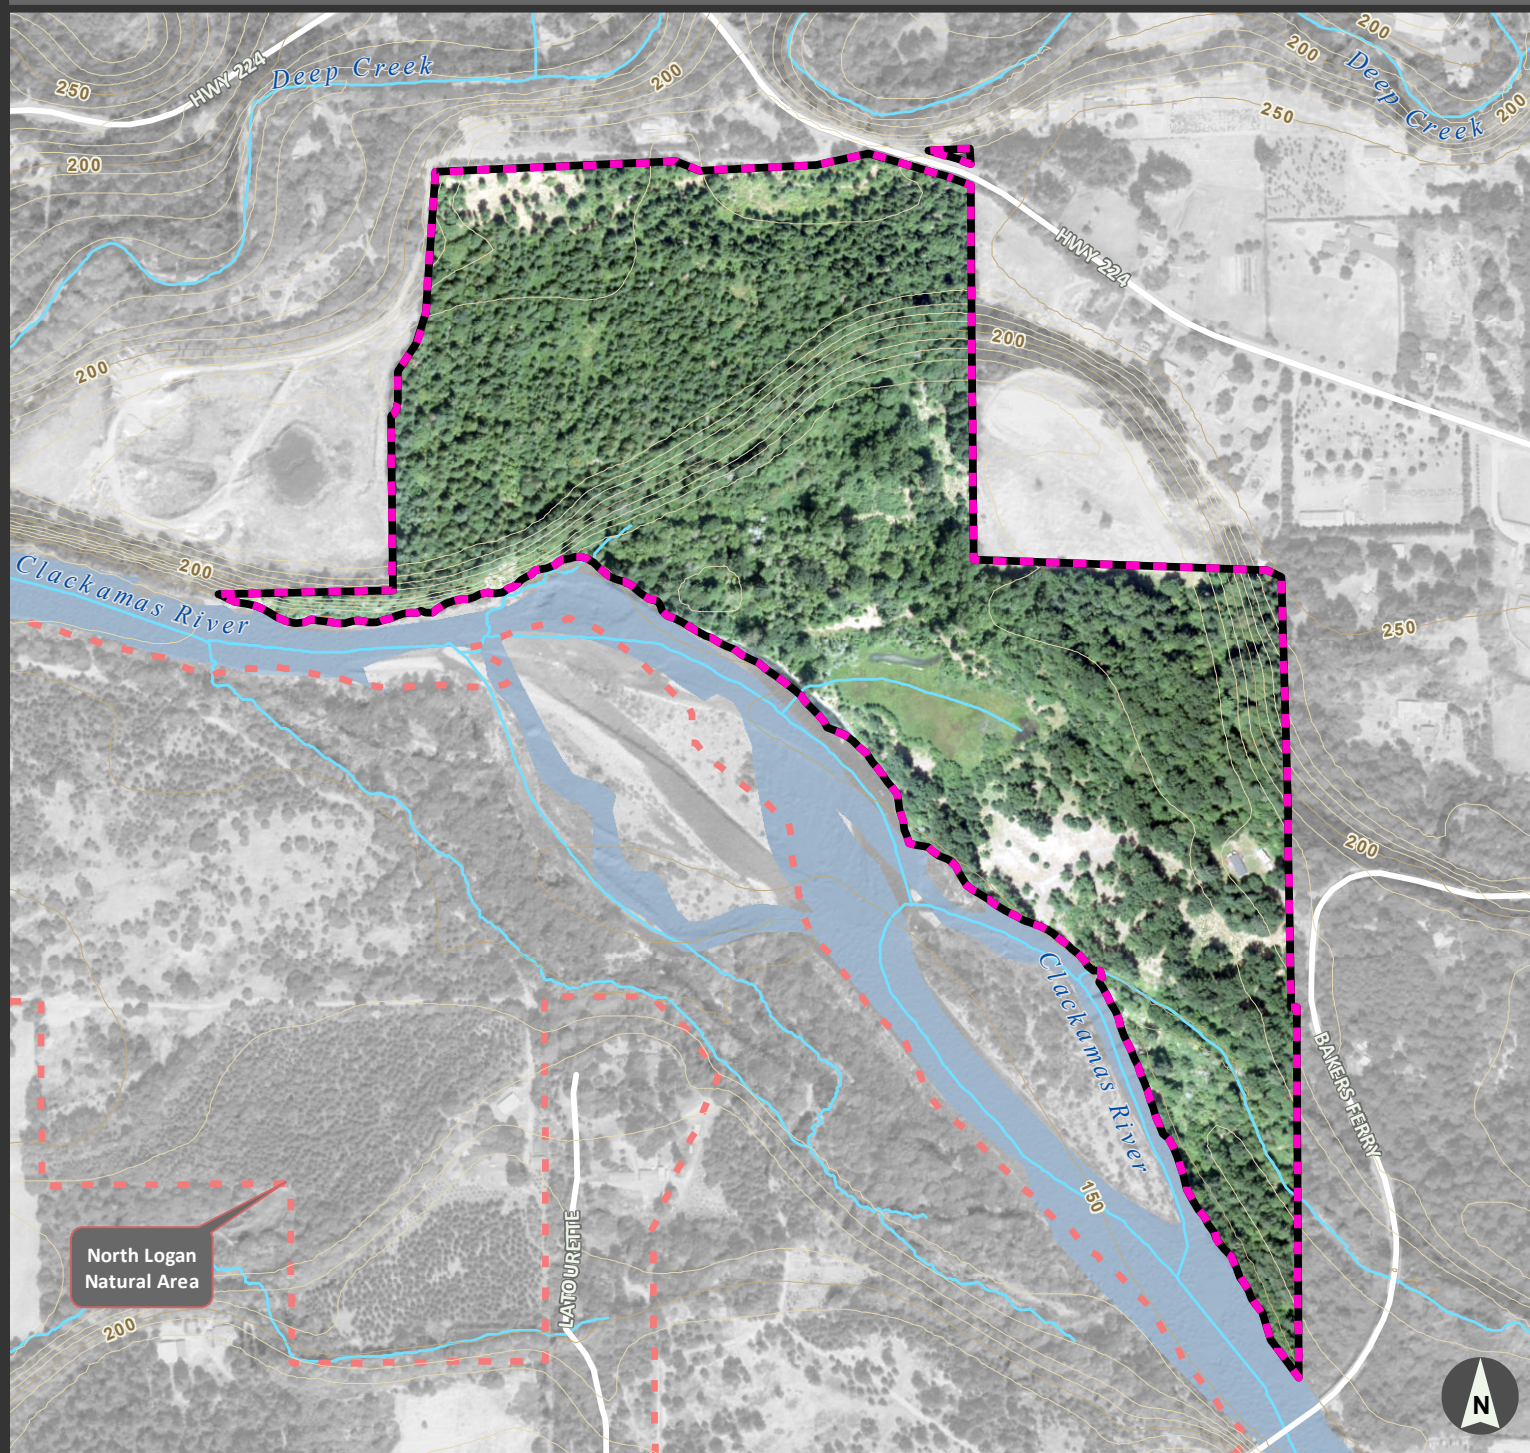 HWY 224
Deep Creek
250
200
200
200
200
Deep
Creek
200
250
HWY 224
200
200
200
Clackamas River
250
200
Clackamas River
BAKERS FERRY
150
North Logan
Natural Area
LATOURETTE
200
N